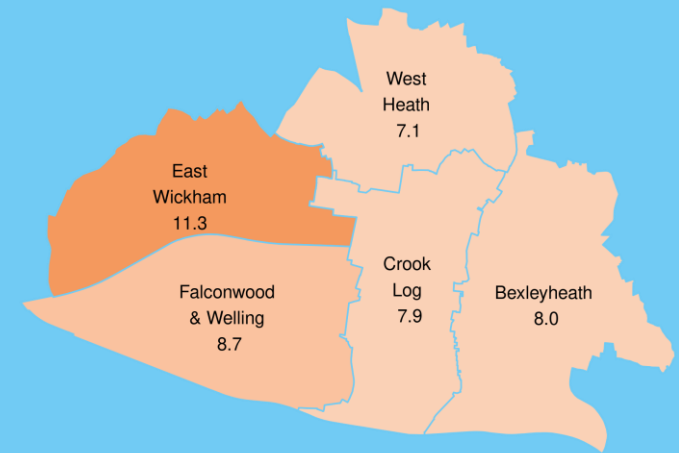 West
Heath
7.1
East
Wickham
11.3
Crook
Log
7.9
Falconwood
& Welling
8.7
Bexleyheath
8.0